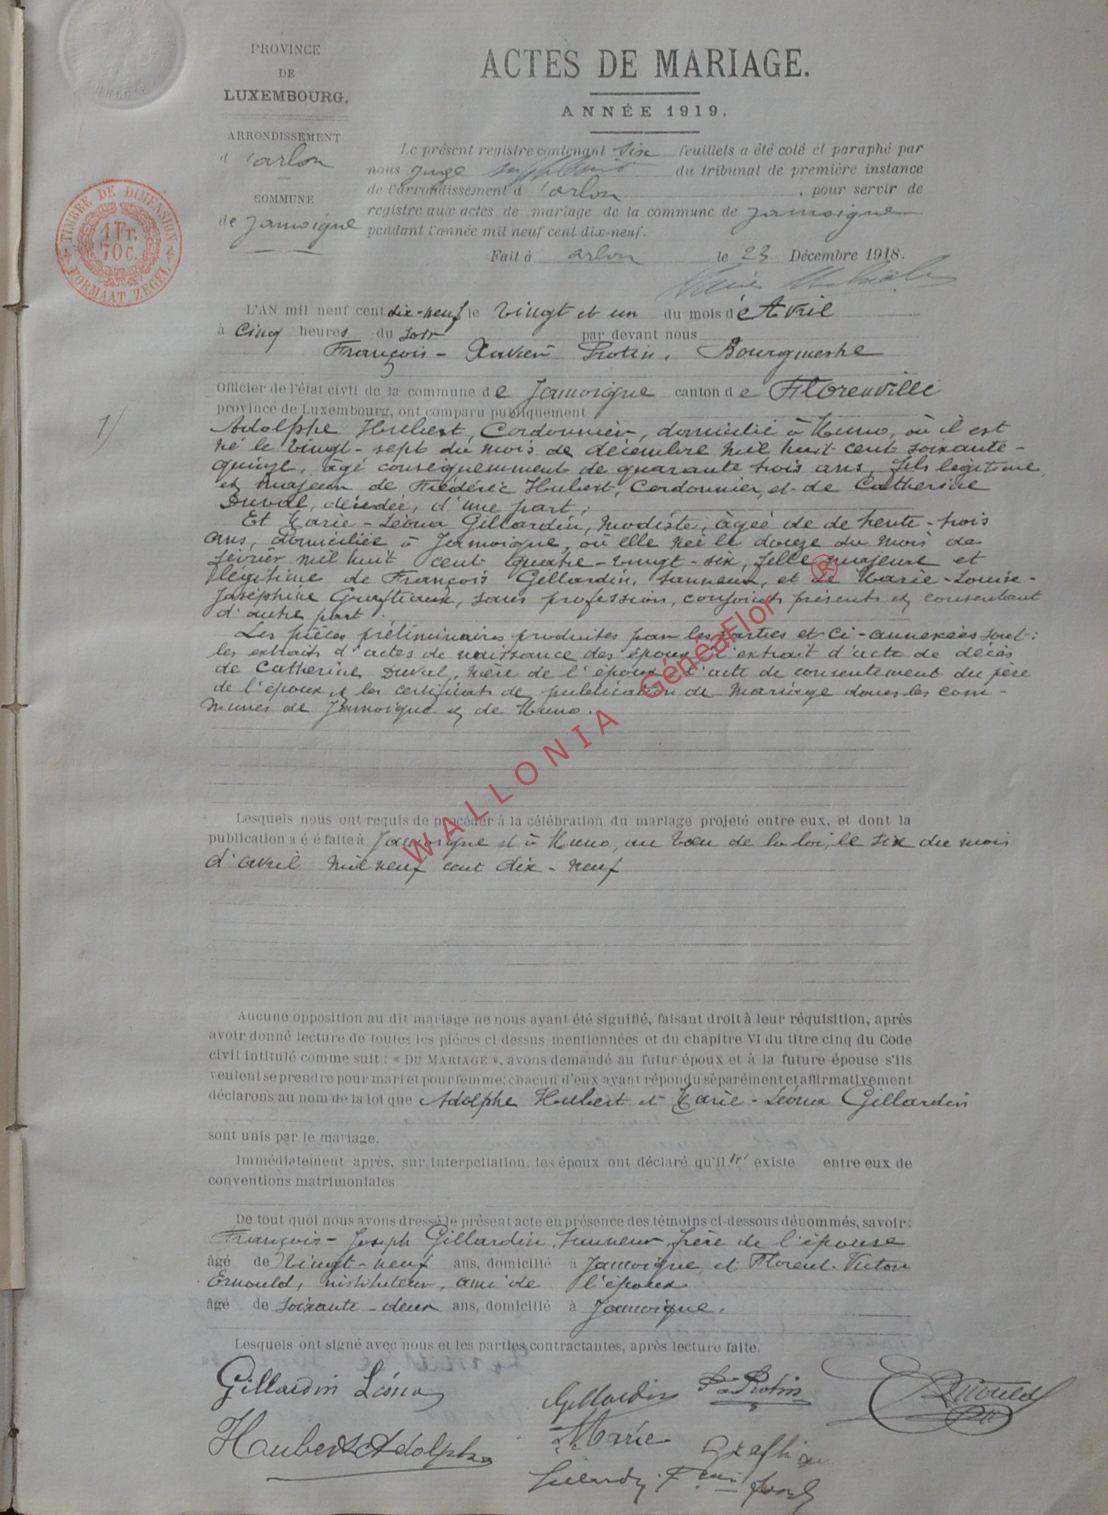 PROVINCE
DE
LUXEMBOURG.
ARRONDISSEMENT
d'Arlon
COMMUNE
de Jamoigne
TIMBRE DE DIMENSION
1 Fr.
70 C.
FORMAAT ZEGEL
ACTES DE MARIAGE.
ANNÉE 1919.
Le présent registre contenant six feuillets a été coté et paraphé par
nous juge suppléant du tribunal de première instance
de l'arrondissement d'Arlon, pour servir de
registre aux actes de mariage de la commune de Jamoigne
pendant l'année mil neuf cent dix-neuf.
Fait à Arlon le 23 Décembre 1918.
L'AN mil neuf cent dix-neuf le vingt et un du mois d'Avril
à cinq heures du soir par devant nous
François-Xavier Protin, Bourgmestre
Officier de l'état civil de la commune de Jamoigne canton de Florenville
province de Luxembourg, ont comparu publiquement
1)
Adolphe Hubert, Cordonnier, domicilié à Muno, où il est
né le vingt-sept du mois de décembre mil huit cent soixante-
quinze, âgé conséquemment de quarante trois ans, fils légitime
et majeur de Frédéric Hubert, Cordonnier, et de Catherine
Duval, décédée, d'une part;
Et Marie-Léona Gillardin, modiste, âgée de de trente-trois
ans, domiciliée à Jamoigne, où elle née le douze du mois de
février mil huit cent quatre-vingt-six, fille majeure et
légitime de François Gillardin, tanneur, et de Marie-Louise-
Joséphine Graftiaux, sans profession, conjoints présents et consentant
d'autre part.
Les pièces préliminaires produites par les parties et ci-annexées sont:
les extraits d'actes de naissance des époux, l'extrait d'acte de décès
de Catherine Duval, mère de l'époux, l'acte de consentement du père
de l'époux et les certificats de publication de mariage dans les com-
munes de Jamoigne et de Muno.
WALLONIA GénéaFlor ®
Lesquels nous ont requis de procéder à la célébration du mariage projeté entre eux, et dont la
publication a é é faite à Jamoigne et à Muno, au vœu de la loi, le six du mois
d'avril mil neuf cent dix-neuf
Aucune opposition au dit mariage ne nous ayant été signifié, faisant droit à leur réquisition, après
avoir donné lecture de toutes les pièces ci dessus mentionnées et du chapitre VI du titre cinq du Code
civil intitulé comme suit : « DU MARIAGE », avons demandé au futur époux et à la future épouse s'ils
veulent se prendre pour mari et pour femme; chacun d'eux ayant répondu séparément et affirmativement
déclarons au nom de la loi que Adolphe Hubert et Marie-Léona Gillardin
sont unis par le mariage.
Immédiatement après, sur interpellation, les époux ont déclaré qu'il n' existe entre eux de
conventions matrimoniales
De tout quoi nous avons dressé le présent acte en présence des témoins ci-dessous dénommés, savoir:
François-Joseph Gillardin, tanneur, frère de l'épouse
âgé de vingt-neuf ans, domicilié à Jamoigne, et Florent-Victor
Ernould, instituteur, ami de l'époux
âgé de soixante-deux ans, domicilié à Jamoigne.
Lesquels ont signé avec nous et les parties contractantes, après lecture faite.
Gillardin Léona
Gillardin
Protin
Ernould
Hubert Adolphe
Marie